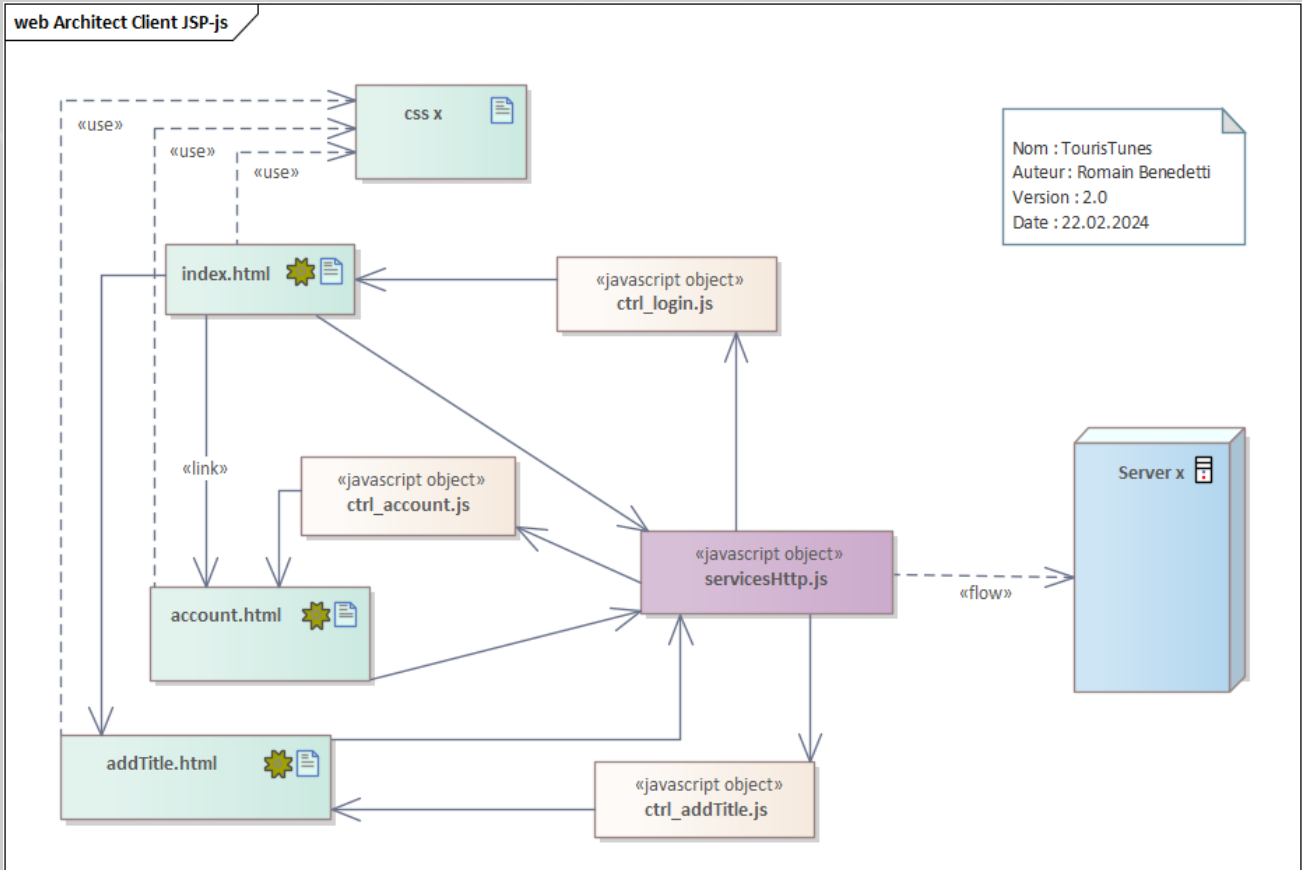 web Architect Client JSP-js
css x
«use»
«use»
«use»
Nom : TourisTunes
Auteur : Romain Benedetti
Version : 2.0
Date : 22.02.2024
index.html
«javascript object»
ctrl_login.js
«link»
«javascript object»
ctrl_account.js
Server x
«javascript object»
servicesHttp.js
«flow»
account.html
addTitle.html
«javascript object»
ctrl_addTitle.js